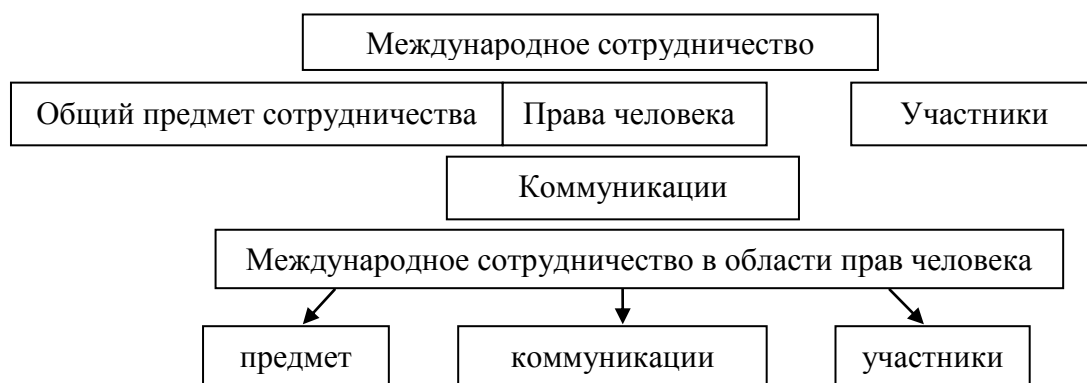 Международное сотрудничество
Общий предмет сотрудничества Права человека Участники
Коммуникации
Международное сотрудничество в области прав человека
предмет коммуникации участники